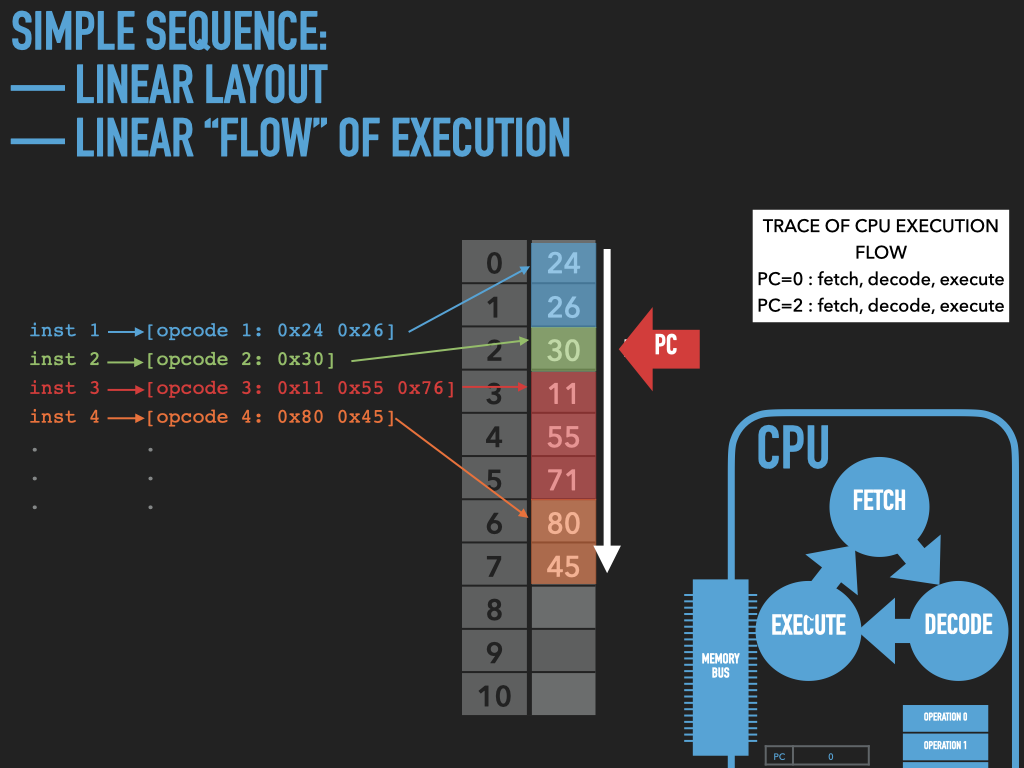 SIMPLE SEQUENCE:
— LINEAR LAYOUT
— LINEAR “FLOW” OF EXECUTION
TRACE OF CPU EXECUTION
FLOW
PC=0 : fetch, decode, execute
PC=2 : fetch, decode, execute
inst 1 [opcode 1: 0x24 0x26]
inst 2 [opcode 2: 0x30]
inst 3 [opcode 3: 0x11 0x55 0x76]
inst 4 [opcode 4: 0x80 0x45]
. .
. .
. .
0 24
1 26
2 30
3 11
4 55
5 71
6 80
7 45
8
9
10
PC
CPU
FETCH
EXECUTE
DECODE
MEMORY
BUS
OPERATION 0
OPERATION 1
PC 0